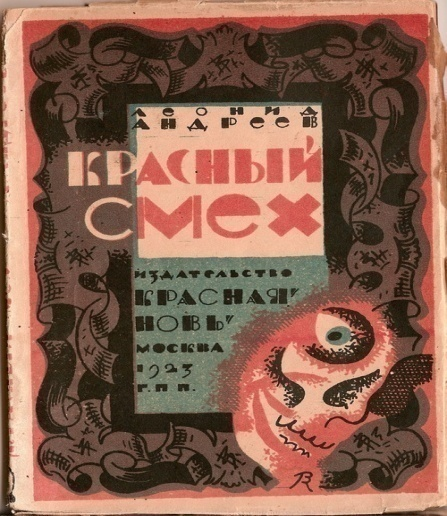 ЛЕОНИД
АНДРЕЕВ
КРАСНЫЙ
СМЕХ
ИЗДАТЕЛЬСТВО
КРАСНАЯ"
НОВЬ"
МОСКВА
1923
Г.П.П.